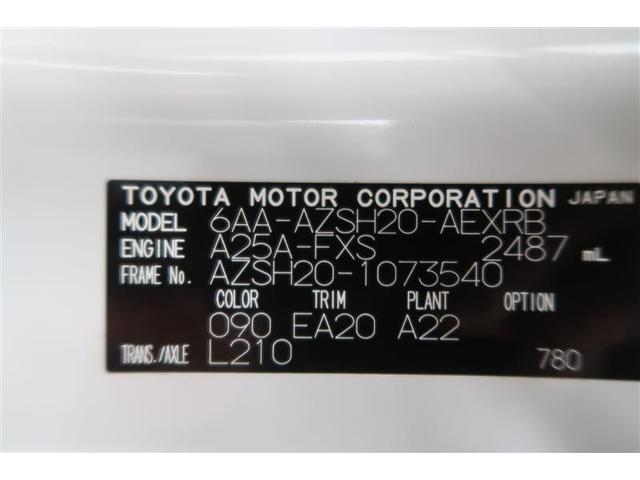 TOYOTA MOTOR CORPORATION JAPAN
MODEL 6AA-AZSH20-AEXRB
ENGINE A25A-FXS 2487 mL
FRAME No. AZSH20-1073540
COLOR TRIM PLANT OPTION
090 EA20 A22
TRANS./AXLE L210 780